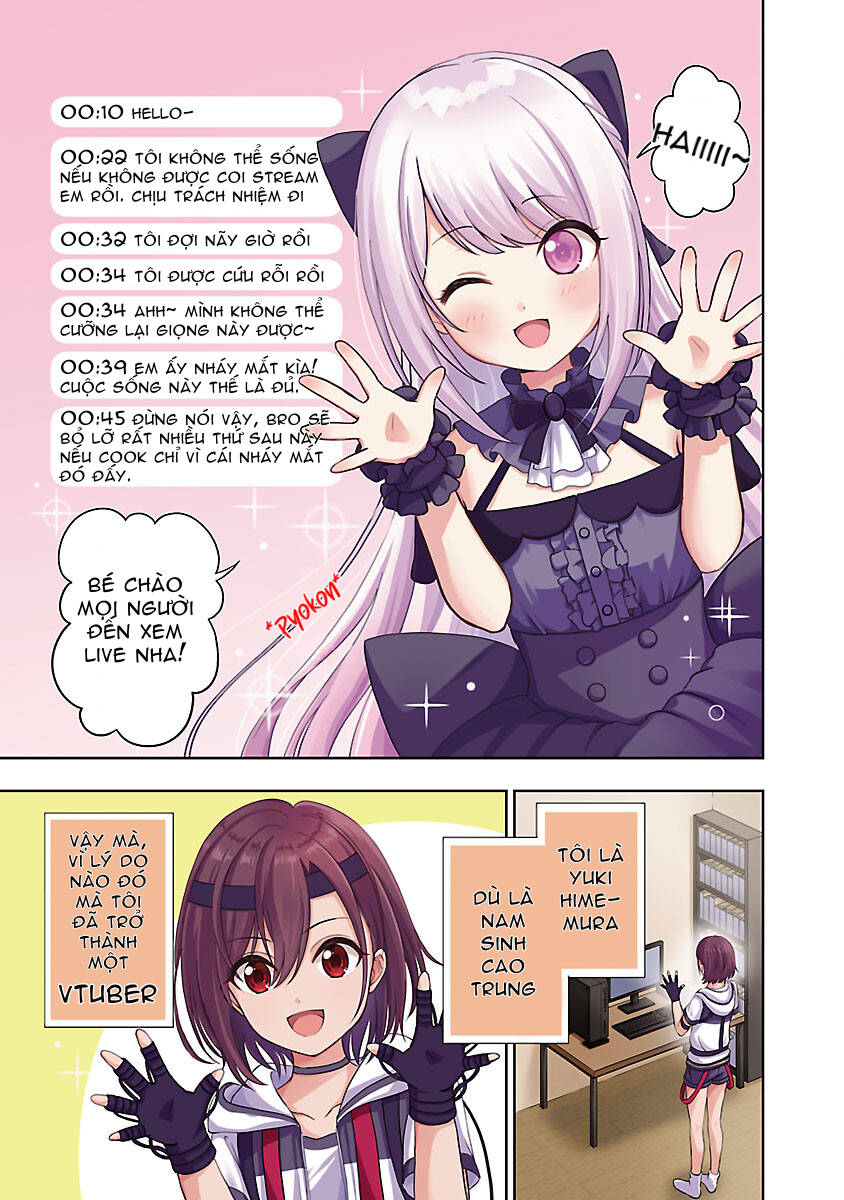 HAIIIII~
00:10 HELLO~
00:22 TÔI KHÔNG THỂ SỐNG
NẾU KHÔNG ĐƯỢC COI STREAM
EM RỒI. CHỊU TRÁCH NHIỆM ĐI
00:32 TÔI ĐỢI NÃY GIỜ RỒI
00:34 TÔI ĐƯỢC CỨU RỖI RỒI
00:34 AHH~ MÌNH KHÔNG THỂ
CƯỠNG LẠI GIỌNG NÀY ĐƯỢC~
00:39 EM ẤY NHÁY MẮT KÌA!
CUỘC SỐNG NÀY THẾ LÀ ĐỦ.
00:45 ĐỪNG NÓI VẬY, BRO SẼ
BỎ LỠ RẤT NHIỀU THỨ SAU NÀY
NẾU COOK CHỈ VÌ CÁI NHÁY MẮT
ĐÓ ĐẤY.
BÉ CHÀO
MỌI NGƯỜI
ĐẾN XEM
LIVE NHA!
*Pyokon*
TÔI LÀ
YUKI
HIME-
MURA
DÙ LÀ
NAM
SINH
CAO
TRUNG
VẬY MÀ,
VÌ LÝ DO
NÀO ĐÓ
MÀ TÔI
ĐÃ TRỞ
THÀNH
MỘT
VTUBER